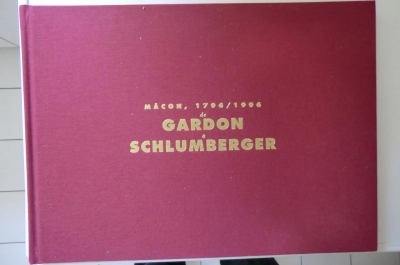 MÂCON, 1796/1996
de
GARDON
à
SCHLUMBERGER